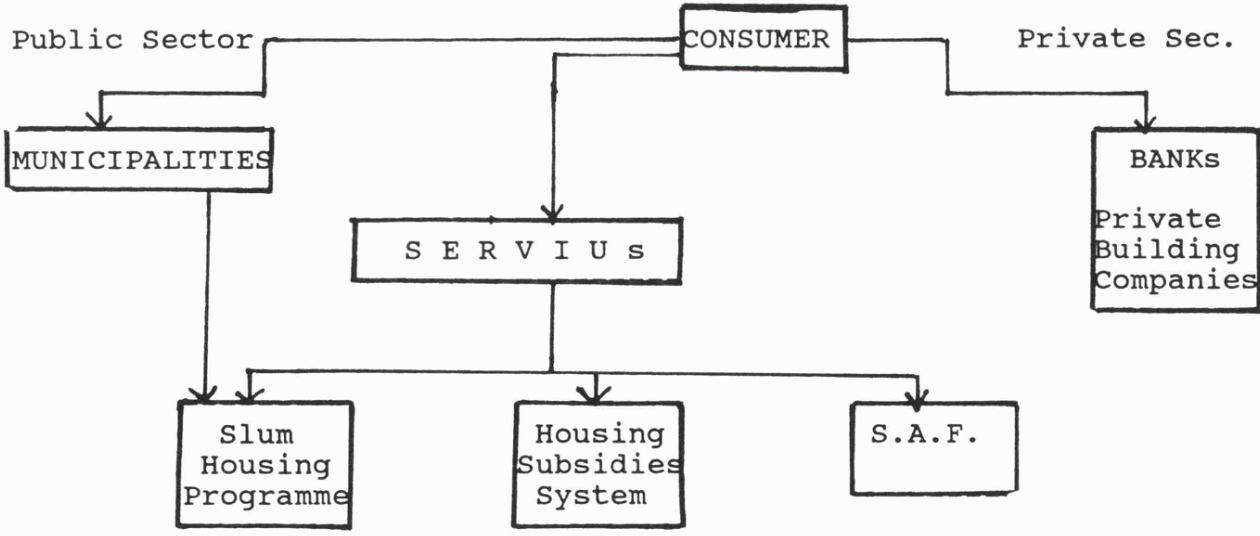 Public Sector
CONSUMER
Private Sec.
MUNICIPALITIES
BANKs
Private
Building
Companies
S E R V I U s
Slum
Housing
Programme
Housing
Subsidies
System
S.A.F.